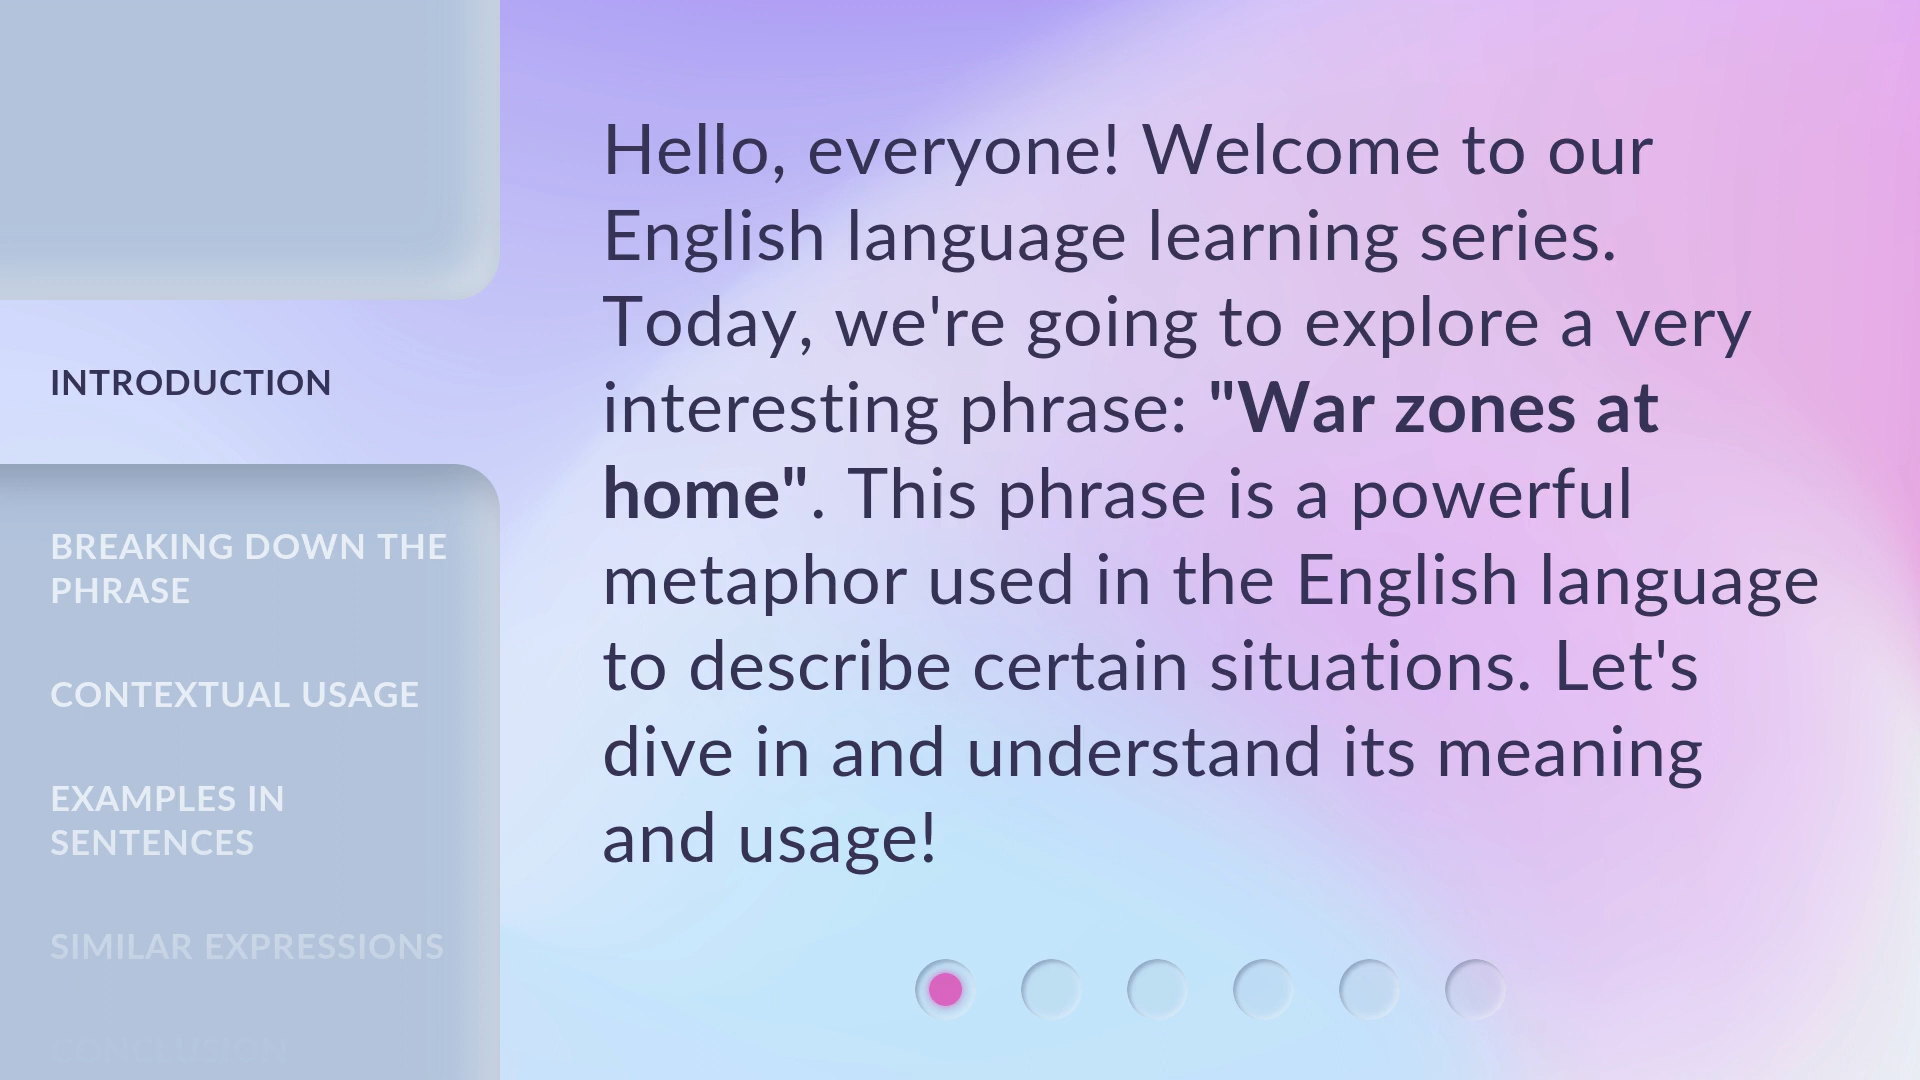 INTRODUCTION
BREAKING DOWN THE
PHRASE
CONTEXTUAL USAGE
EXAMPLES IN
SENTENCES
SIMILAR EXPRESSIONS
CONCLUSION
Hello, everyone! Welcome to our
English language learning series.
Today, we're going to explore a very
interesting phrase: "War zones at
home". This phrase is a powerful
metaphor used in the English language
to describe certain situations. Let's
dive in and understand its meaning
and usage!